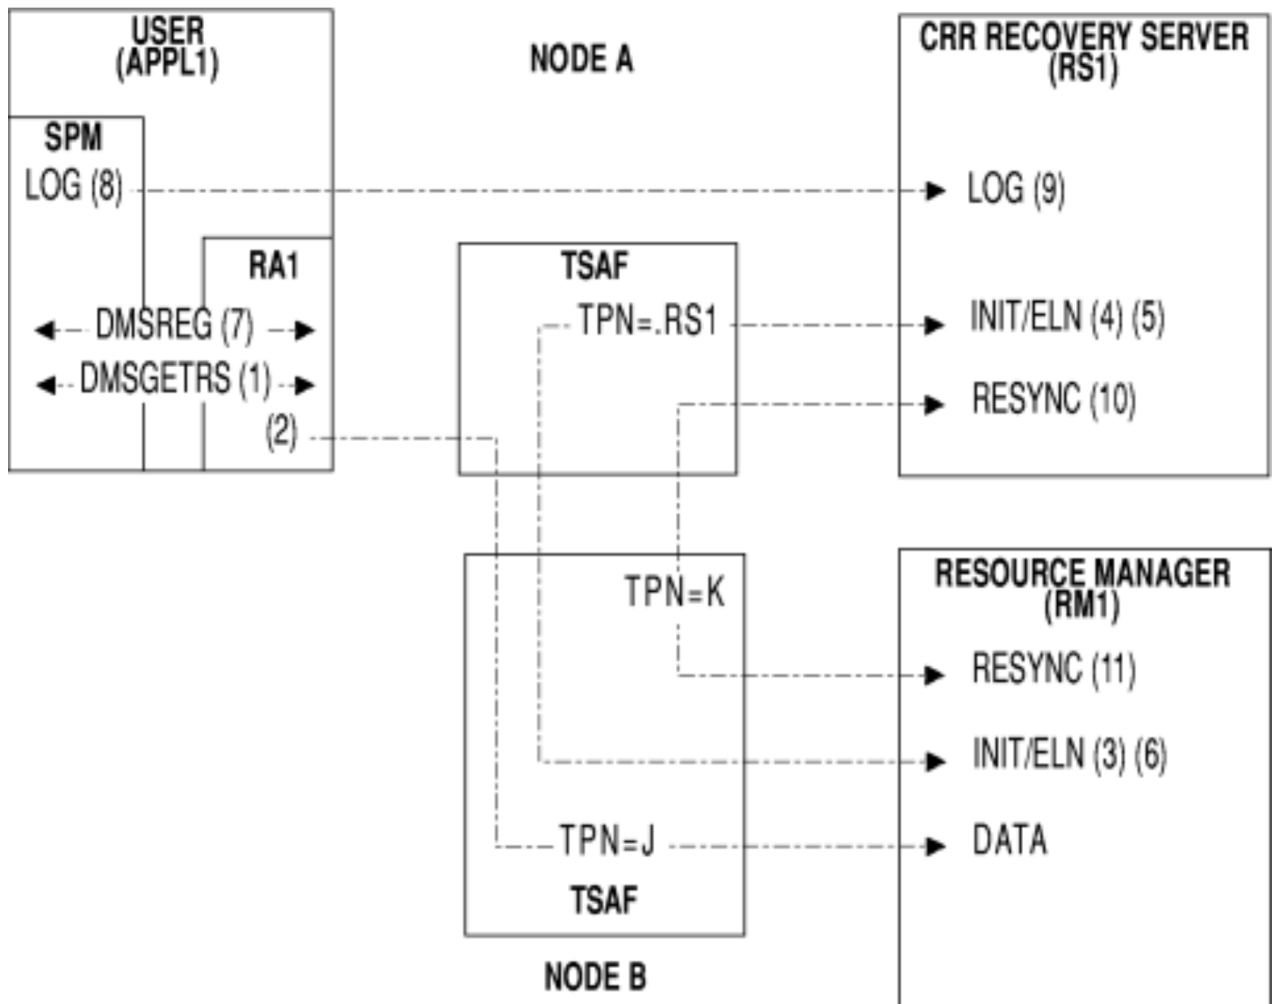 USER
(APPL1)
NODE A
CRR RECOVERY SERVER
(RS1)
SPM
LOG (8)
LOG (9)
RA1
TSAF
DMSREG (7)
TPN=.RS1
INIT/ELN (4) (5)
DMSGETRS (1)
RESYNC (10)
(2)
TPN=K
RESOURCE MANAGER
(RM1)
RESYNC (11)
INIT/ELN (3) (6)
TPN=J
DATA
TSAF
NODE B